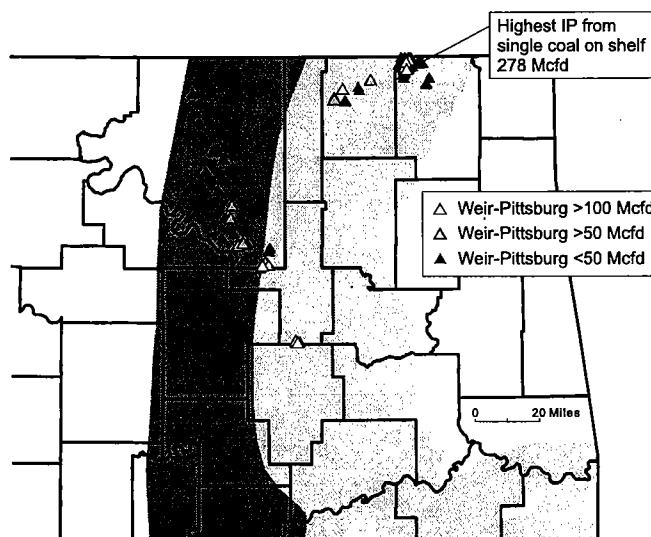 Highest IP from
single coal on shelf
278 Mcfd
△ Weir-Pittsburg >100 Mcfd
△ Weir-Pittsburg >50 Mcfd
▲ Weir-Pittsburg <50 Mcfd
0 20 Miles